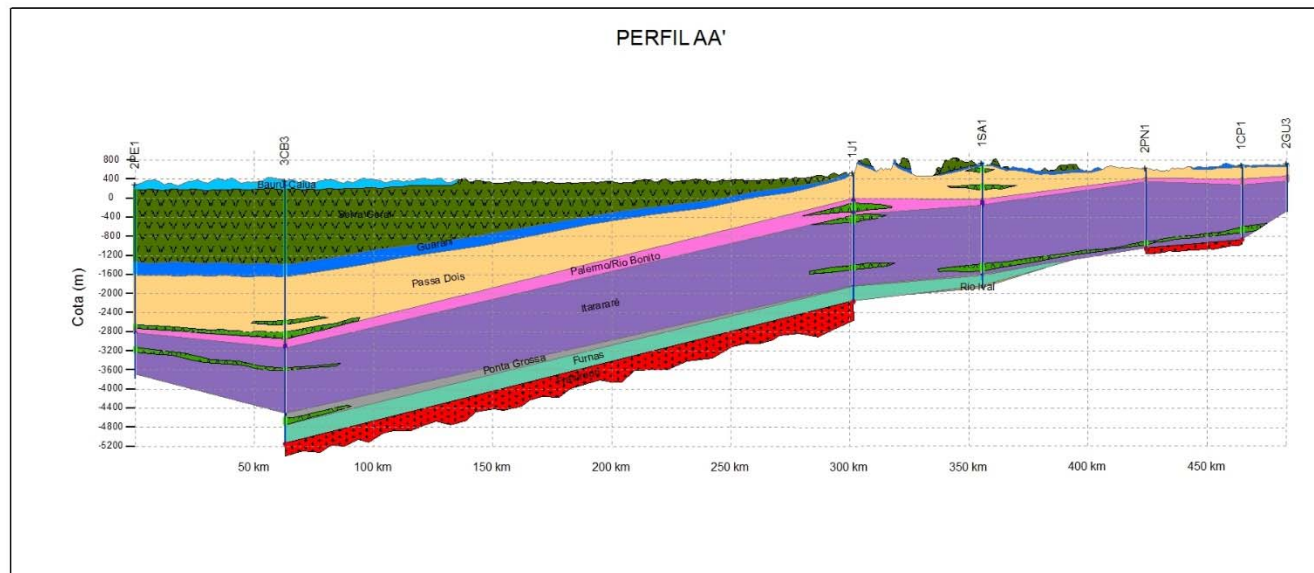 PERFIL AA'
2PE1
3CB3
1J1
1SA1
2PN1
1CP1
2GU3
Cota (m)
800
400
0
-400
-800
-1200
-1600
-2000
-2400
-2800
-3200
-3600
-4000
-4400
-4800
-5200
Serra Geral
Guarani
Passa Dois
Palermo/Rio Bonito
Itararé
Ponta Grossa
Furnas
Rio Ivaí
50 km
100 km
150 km
200 km
250 km
300 km
350 km
400 km
450 km